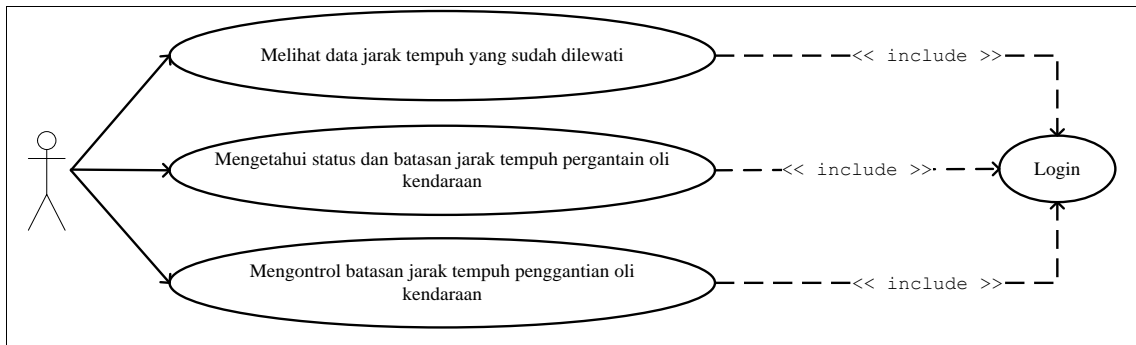 Melihat data jarak tempuh yang sudah dilewati
<< include >>
Mengetahui status dan batasan jarak tempuh pergantain oli
kendaraan
<< include >>
Login
Mengontrol batasan jarak tempuh penggantian oli
kendaraan
<< include >>